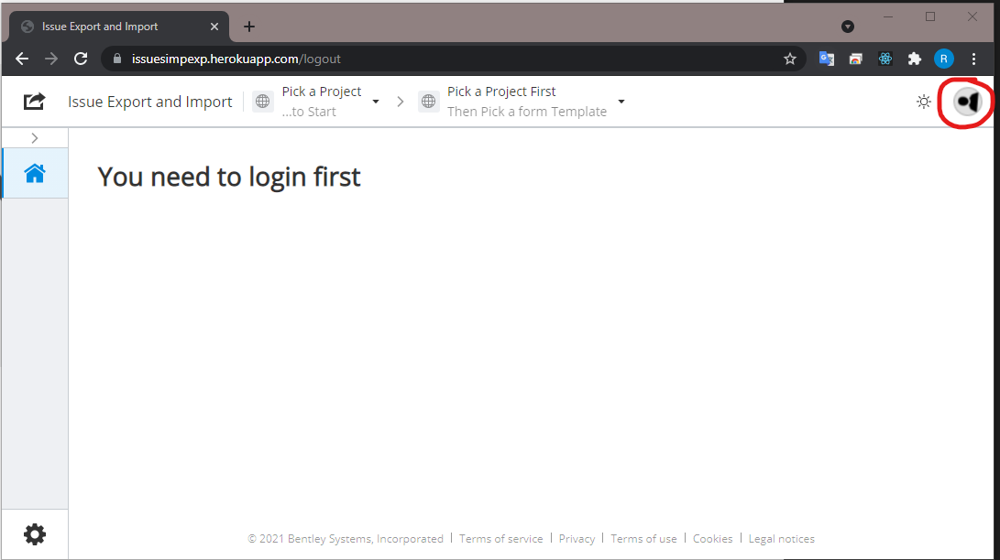 Issue Export and Import
issuesimpexp.herokuapp.com/logout
R
Issue Export and Import
Pick a Project
...to Start
Pick a Project First
Then Pick a form Template
You need to login first
© 2021 Bentley Systems, Incorporated | Terms of service | Privacy | Terms of use | Cookies | Legal notices